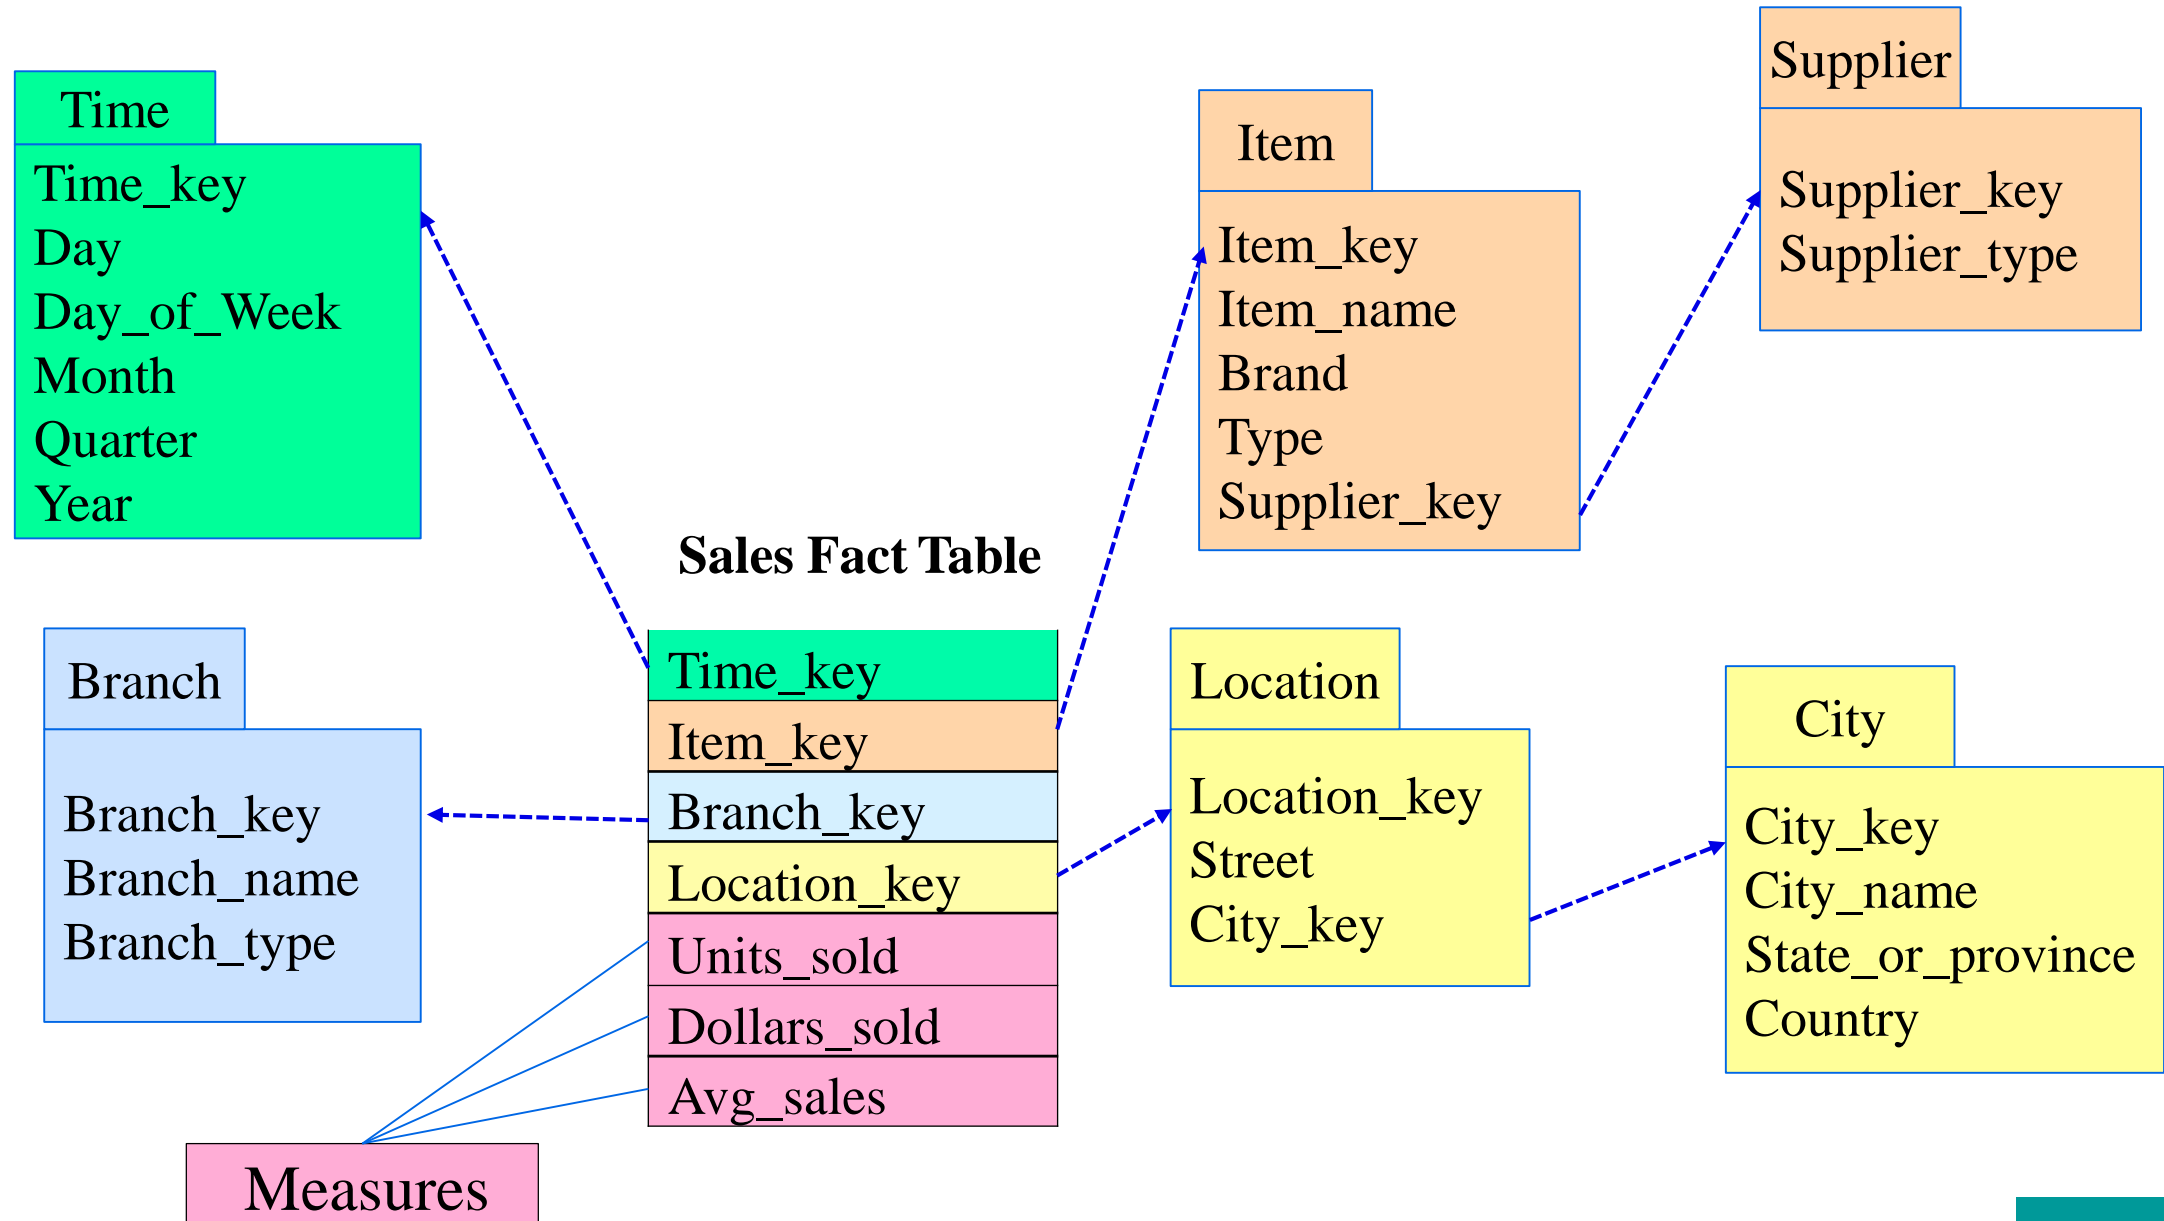 Time
Time_key
Day
Day_of_Week
Month
Quarter
Year
Item
Item_key
Item_name
Brand
Type
Supplier_key
Supplier
Supplier_key
Supplier_type
Sales Fact Table
Time_key
Item_key
Branch_key
Location_key
Units_sold
Dollars_sold
Avg_sales
Branch
Branch_key
Branch_name
Branch_type
Location
Location_key
Street
City_key
City
City_key
City_name
State_or_province
Country
Measures